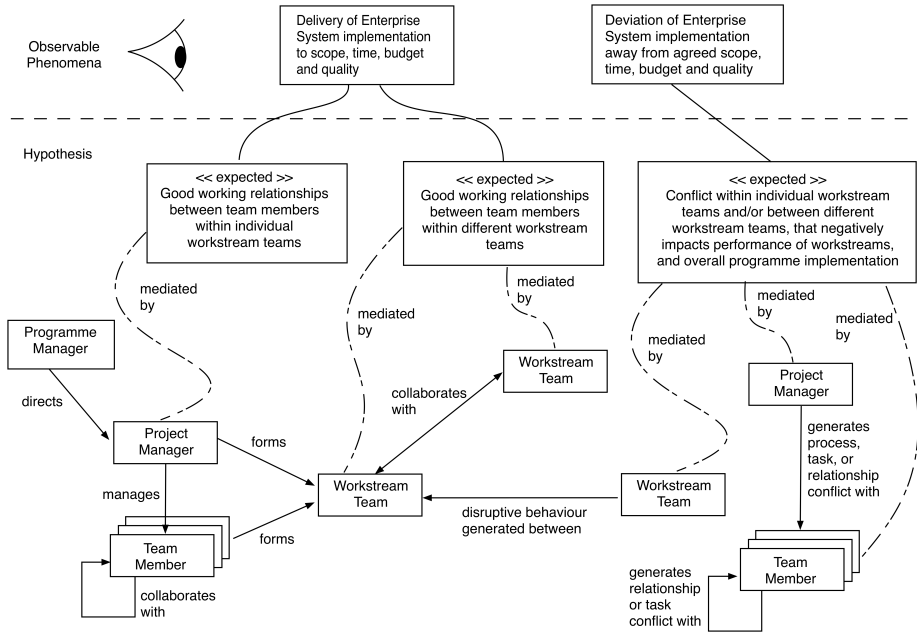 Observable
Phenomena
Delivery of Enterprise
System implementation
to scope, time, budget
and quality
Deviation of Enterprise
System implementation
away from agreed scope,
time, budget and quality
Hypothesis
<< expected >>
Good working relationships
between team members
within individual
workstream teams
<< expected >>
Good working relationships
between team members
within different workstream
teams
<< expected >>
Conflict within individual workstream
teams and/or between different
workstream teams, that negatively
impacts performance of workstreams,
and overall programme implementation
mediated
by
mediated
by
mediated
by
mediated
by
mediated
by
mediated
by
Programme
Manager
directs
Project
Manager
forms
manages
Team
Member
forms
collaborates
with
Workstream
Team
collaborates
with
Workstream
Team
disruptive behaviour
generated between
Workstream
Team
Project
Manager
generates
process,
task, or
relationship
conflict with
Team
Member
generates
relationship
or task
conflict with